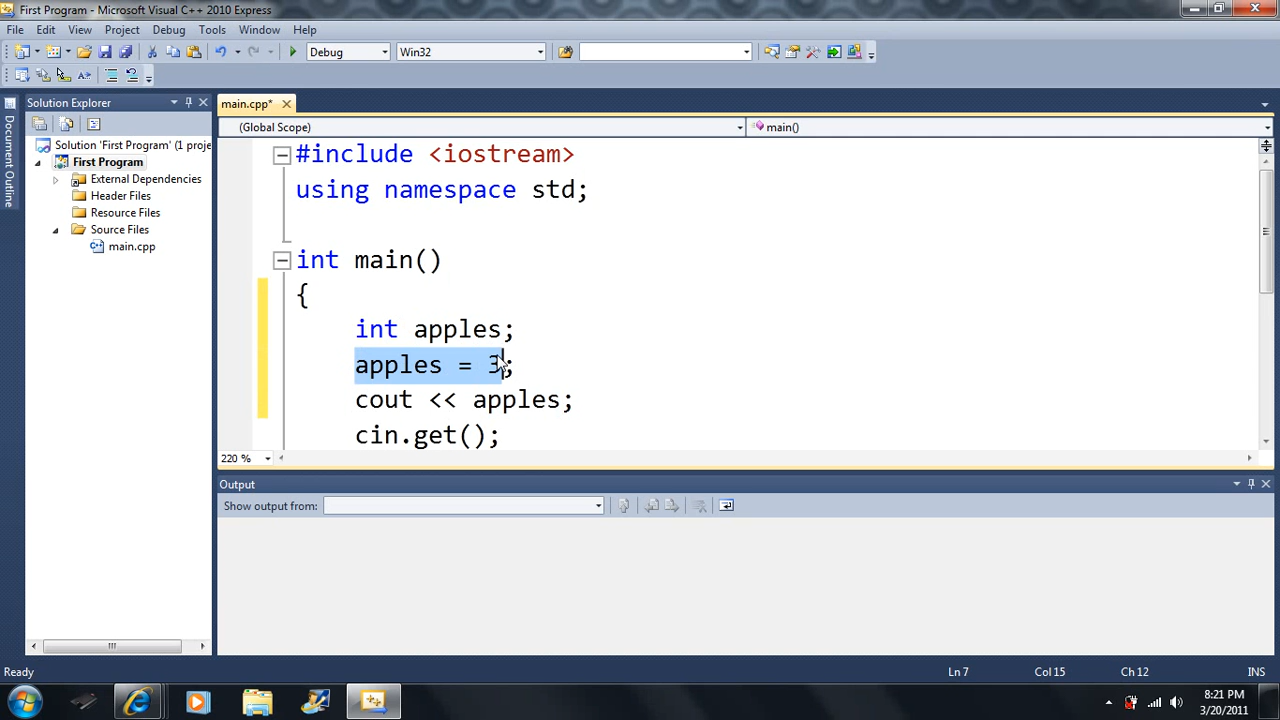 First Program - Microsoft Visual C++ 2010 Express
File Edit View Project Debug Tools Window Help
Debug Win32
Solution Explorer
main.cpp*
Document Outline
(Global Scope) main()
Solution 'First Program' (1 proje
First Program
External Dependencies
Header Files
Resource Files
Source Files
main.cpp
#include <iostream>
using namespace std;
int main()
{
int apples;
apples = 3;
cout << apples;
cin.get();
220 %
Output
Show output from:
Ready Ln 7 Col 15 Ch 12 INS
8:21 PM
3/20/2011